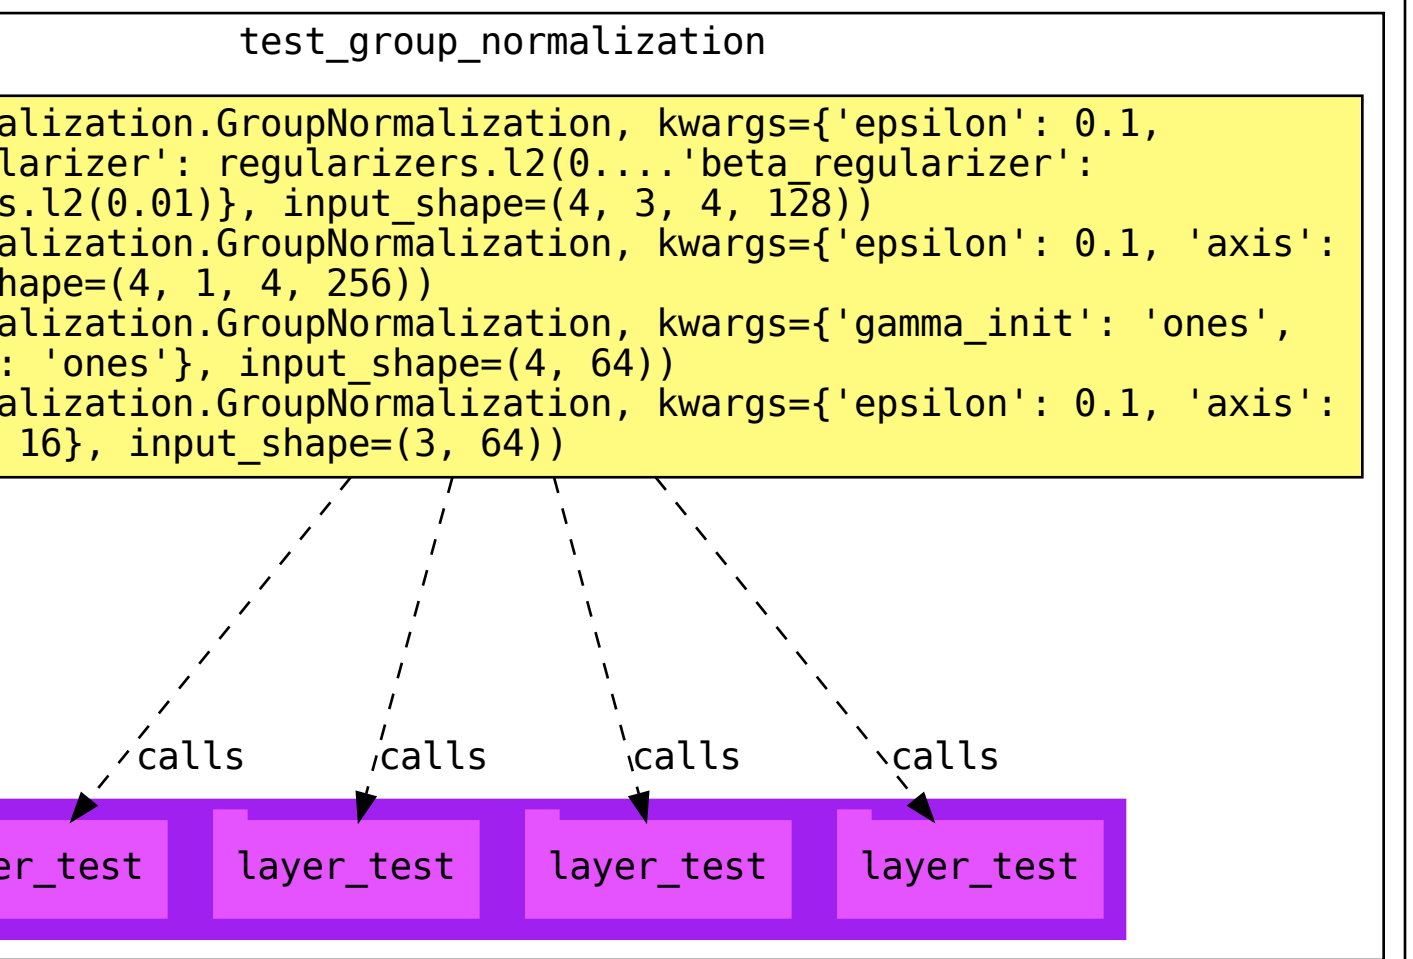 test_group_normalization
alization.GroupNormalization, kwargs={'epsilon': 0.1,
larizer': regularizers.l2(0....'beta_regularizer':
s.l2(0.01)}, input_shape=(4, 3, 4, 128))
alization.GroupNormalization, kwargs={'epsilon': 0.1, 'axis':
hape=(4, 1, 4, 256))
alization.GroupNormalization, kwargs={'gamma_init': 'ones',
: 'ones'}, input_shape=(4, 64))
alization.GroupNormalization, kwargs={'epsilon': 0.1, 'axis':
16}, input_shape=(3, 64))
calls calls calls calls
er_test layer_test layer_test layer_test